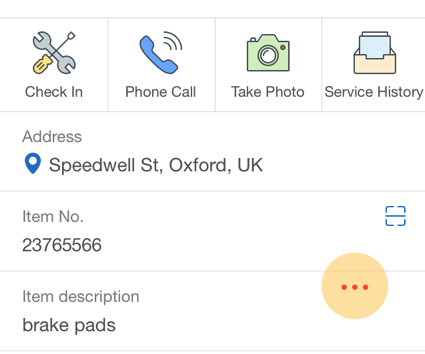 Check In
Phone Call
Take Photo
Service History
Address
Speedwell St, Oxford, UK
Item No.
23765566
Item description
brake pads